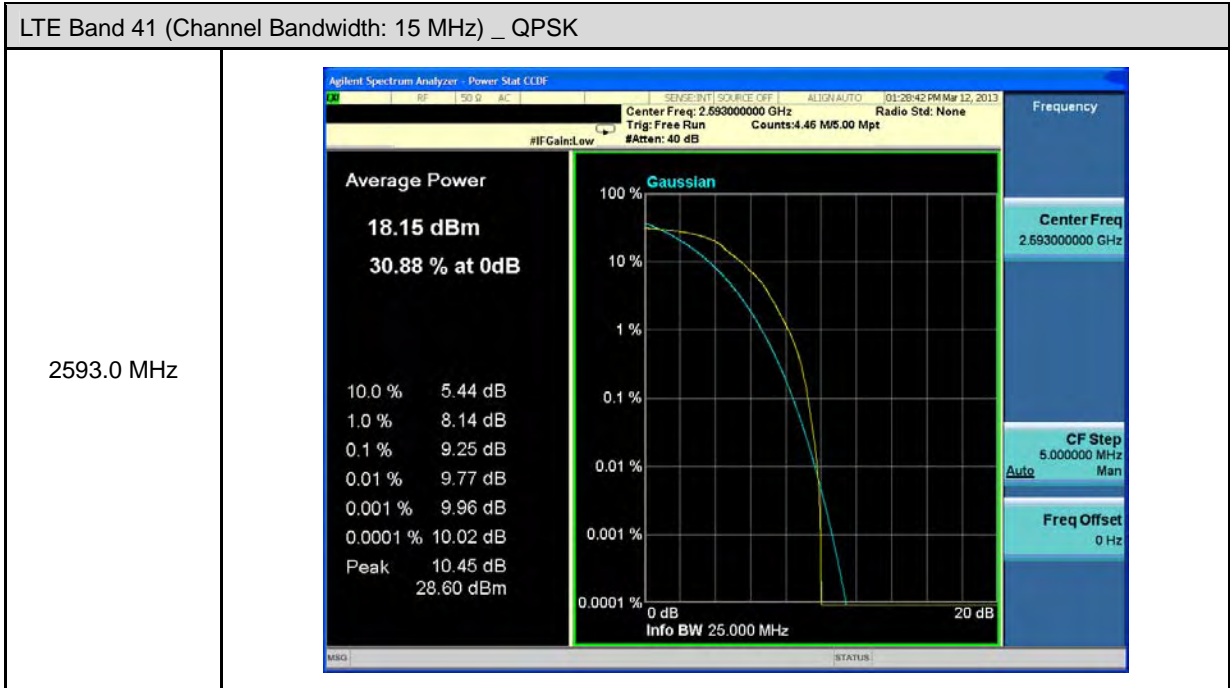 LTE Band 41 (Channel Bandwidth: 15 MHz) _ QPSK
2593.0 MHz
Agilent Spectrum Analyzer - Power Stat CCDF
RF 50 Ω AC SENSE:INT SOURCE OFF ALIGN AUTO 01:28:42 PM Mar 12, 2013
Center Freq: 2.593000000 GHz Radio Std: None
Trig: Free Run Counts:4.46 M/5.00 Mpt
#IFGain:Low #Atten: 40 dB
Average Power
18.15 dBm
30.88 % at 0dB
10.0 % 5.44 dB
1.0 % 8.14 dB
0.1 % 9.25 dB
0.01 % 9.77 dB
0.001 % 9.96 dB
0.0001 % 10.02 dB
Peak 10.45 dB
28.60 dBm
Gaussian
100 %
10 %
1 %
0.1 %
0.01 %
0.001 %
0.0001 %
0 dB 20 dB
Info BW 25.000 MHz
Frequency
Center Freq
2.593000000 GHz
CF Step
5.000000 MHz
Auto Man
Freq Offset
0 Hz
MSG STATUS